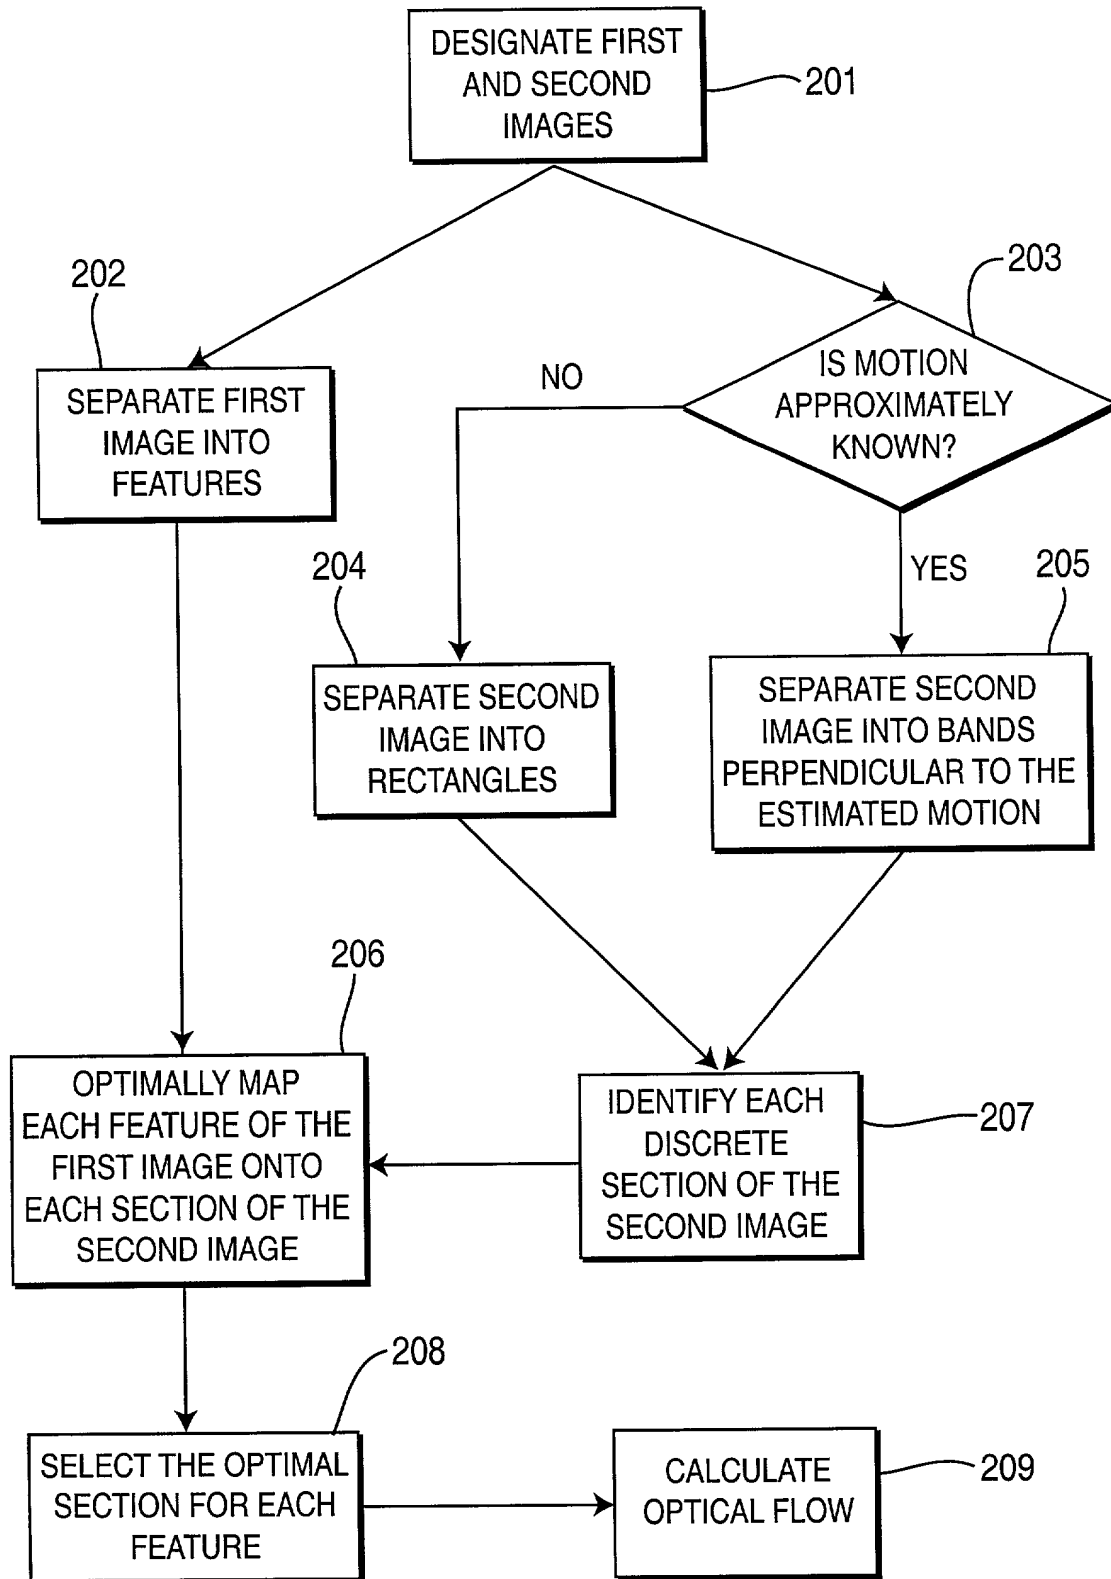 DESIGNATE FIRST
AND SECOND
IMAGES
201
202
203
SEPARATE FIRST
IMAGE INTO
FEATURES
NO
IS MOTION
APPROXIMATELY
KNOWN?
204
YES
205
SEPARATE SECOND
IMAGE INTO
RECTANGLES
SEPARATE SECOND
IMAGE INTO BANDS
PERPENDICULAR TO THE
ESTIMATED MOTION
206
OPTIMALLY MAP
EACH FEATURE OF THE
FIRST IMAGE ONTO
EACH SECTION OF THE
SECOND IMAGE
IDENTIFY EACH
DISCRETE
SECTION OF THE
SECOND IMAGE
207
208
SELECT THE OPTIMAL
SECTION FOR EACH
FEATURE
CALCULATE
OPTICAL FLOW
209